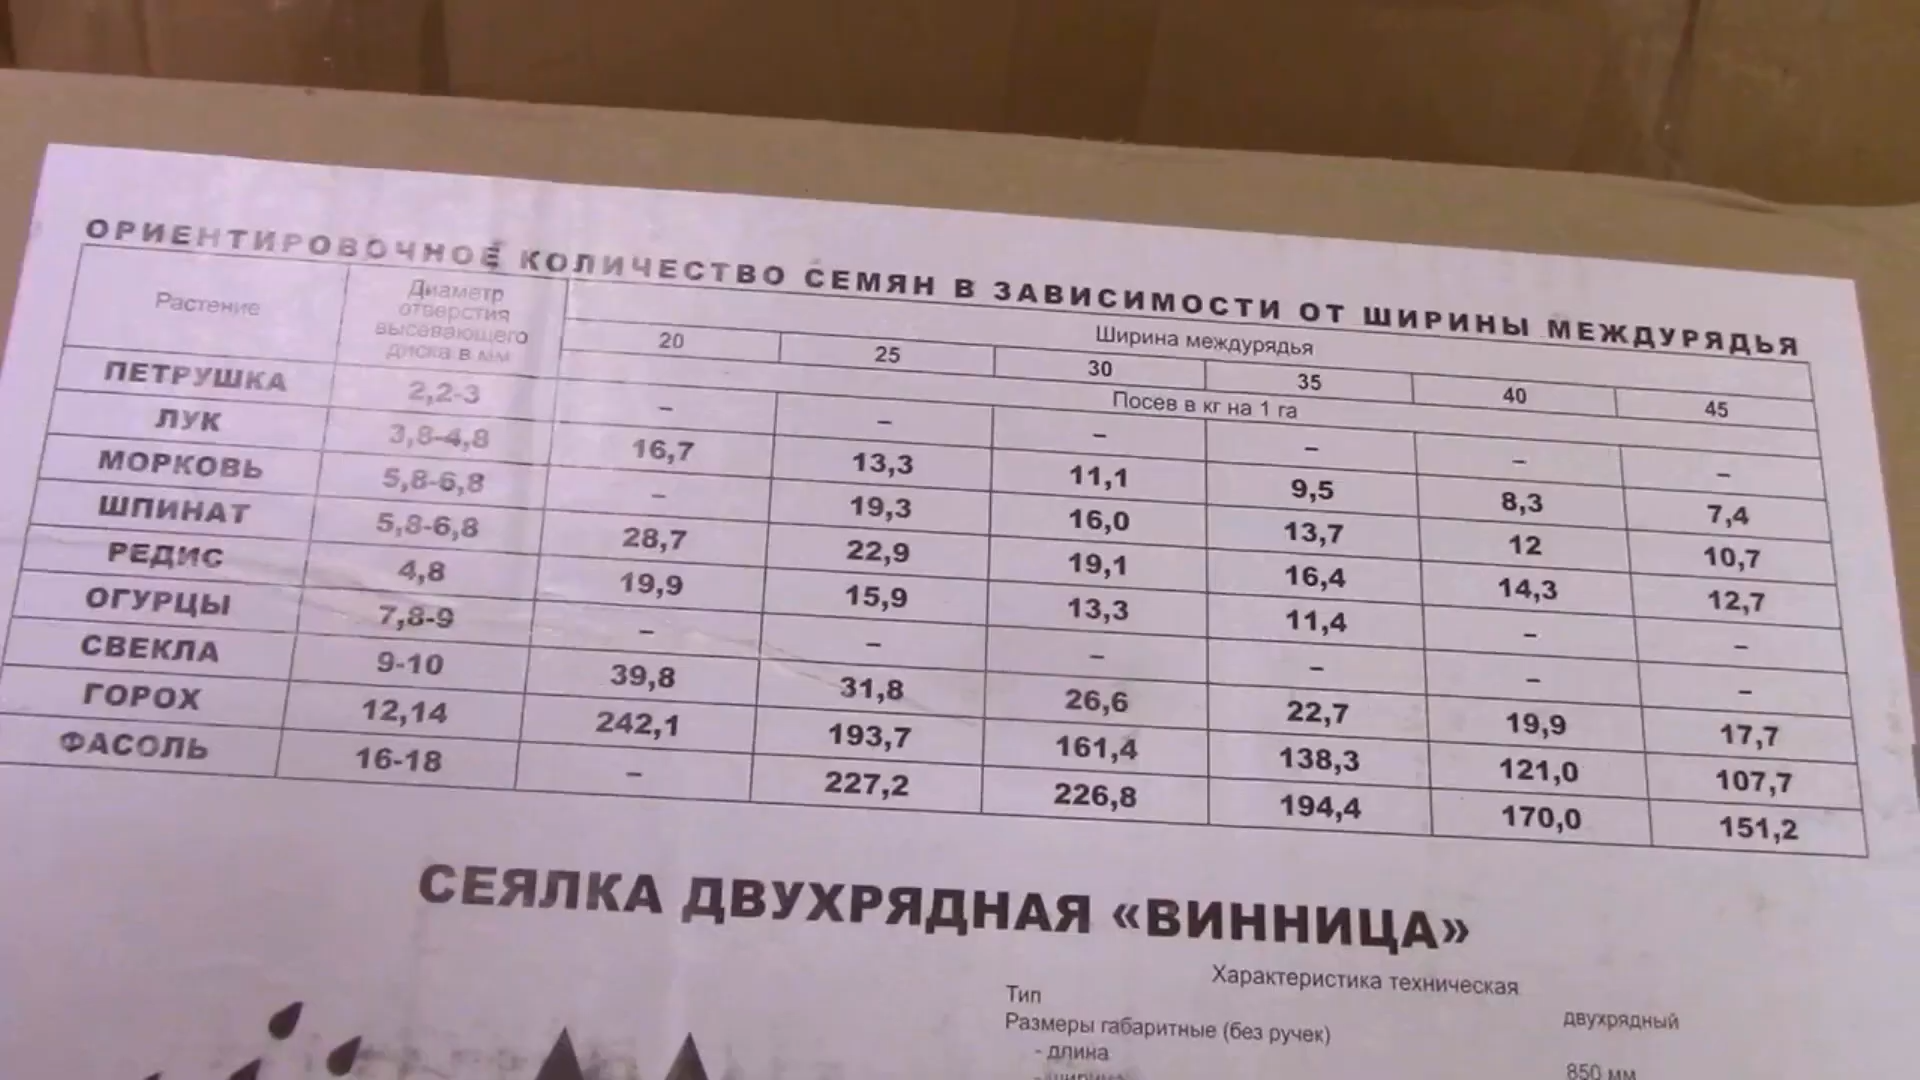 ОРИЕНТИРОВОЧНОЕ КОЛИЧЕСТВО СЕМЯН В ЗАВИСИМОСТИ ОТ ШИРИНЫ МЕЖДУРЯДЬЯ
Растение
Диаметр
отверстия
высевающего
диска в мм
Ширина междурядья
20 25 30 35 40 45
Посев в кг на 1 га
ПЕТРУШКА 2,2-3 – – – – – –
ЛУК 3,8-4,8 16,7 13,3 11,1 9,5 8,3 7,4
МОРКОВЬ 5,8-6,8 – 19,3 16,0 13,7 12 10,7
ШПИНАТ 5,8-6,8 28,7 22,9 19,1 16,4 14,3 12,7
РЕДИС 4,8 19,9 15,9 13,3 11,4 – –
ОГУРЦЫ 7,8-9 – – – – – –
СВЕКЛА 9-10 39,8 31,8 26,6 22,7 19,9 17,7
ГОРОХ 12,14 242,1 193,7 161,4 138,3 121,0 107,7
ФАСОЛЬ 16-18 – 227,2 226,8 194,4 170,0 151,2
СЕЯЛКА ДВУХРЯДНАЯ «ВИННИЦА»
Характеристика техническая
Тип двухрядный
Размеры габаритные (без ручек)
- длина 850 мм